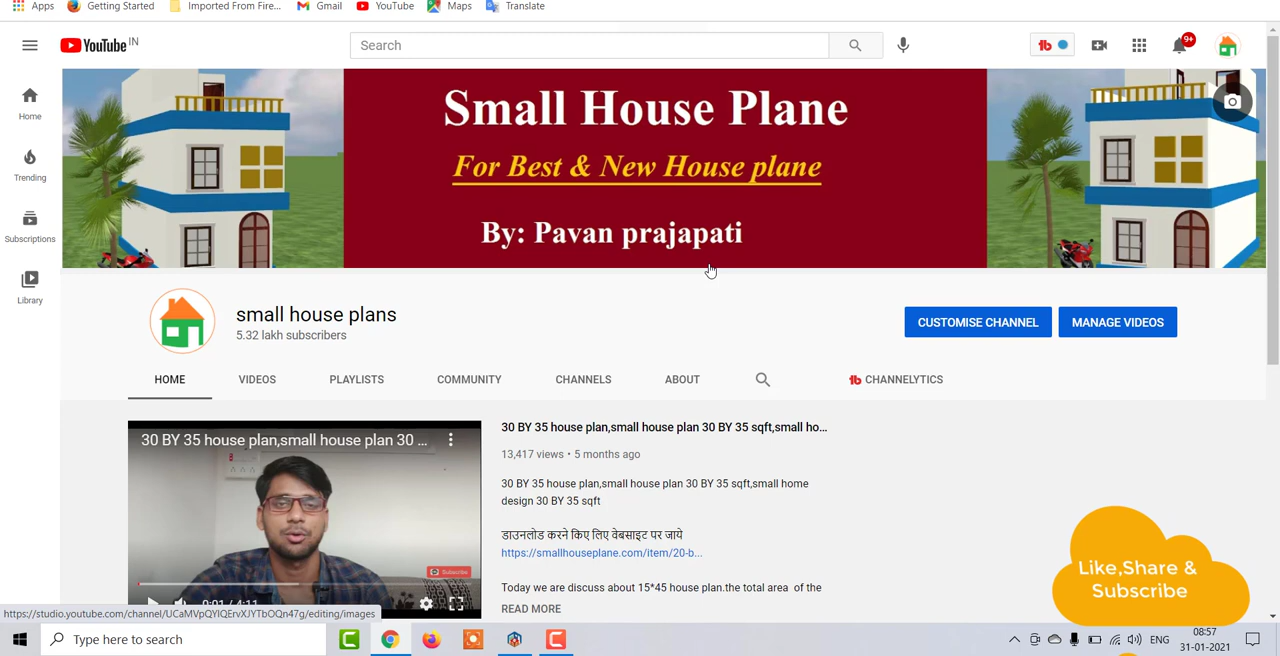 Apps Getting Started Imported From Fire... Gmail YouTube Maps Translate
YouTube IN
Search
9+
Home
Trending
Subscriptions
Library
Small House Plane
For Best & New House plane
By: Pavan prajapati
small house plans
5.32 lakh subscribers
CUSTOMISE CHANNEL
MANAGE VIDEOS
HOME VIDEOS PLAYLISTS COMMUNITY CHANNELS ABOUT CHANNELYTICS
30 BY 35 house plan,small house plan 30 ...
Subscribe
0:01 / 4:11
30 BY 35 house plan,small house plan 30 BY 35 sqft,small ho...
13,417 views • 5 months ago
30 BY 35 house plan,small house plan 30 BY 35 sqft,small home
design 30 BY 35 sqft
डाउनलोड करने किए लिए वेबसाइट पर जाये
https://smallhouseplane.com/item/20-b...
Today we are discuss about 15*45 house plan.the total area of the
READ MORE
Like,Share &
Subscribe
https://studio.youtube.com/channel/UCaMVpQYlQErvXJYTbOQn47g/editing/images
Type here to search
ENG
08:57
31-01-2021